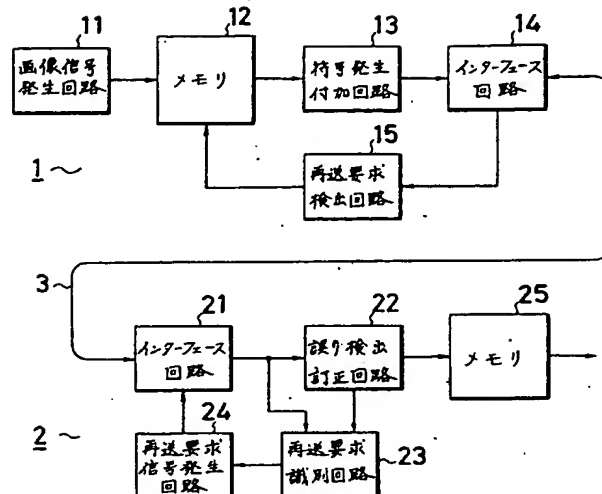 11
画像信号
発生回路
12
メモリ
13
符号発生
付加回路
14
インターフェース
回路
15
再送要求
検出回路
1~
3~
21
インターフェース
回路
22
誤り検出
訂正回路
25
メモリ
2~
24
再送要求
信号発生
回路
再送要求
識別回路
23